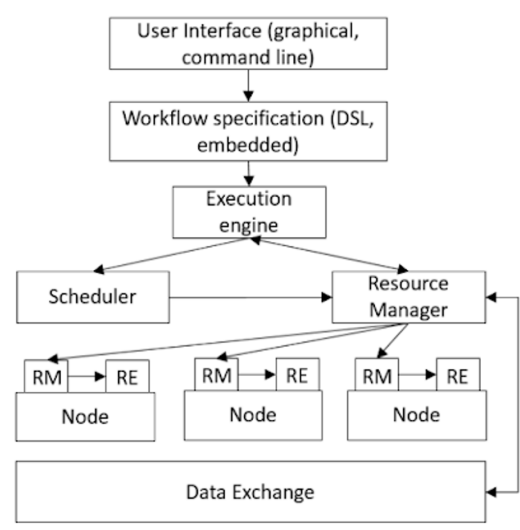 User Interface (graphical,
command line)
Workflow specification (DSL,
embedded)
Execution
engine
Scheduler
Resource
Manager
RM RE
Node
RM RE
Node
RM RE
Node
Data Exchange